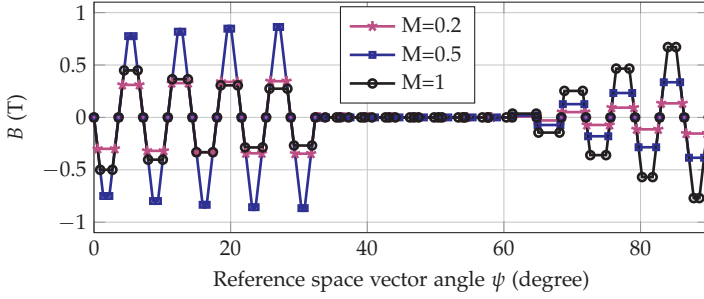 1
0.5
0
−0.5
−1
B (T)
M=0.2
M=0.5
M=1
0 20 40 60 80
Reference space vector angle ψ (degree)